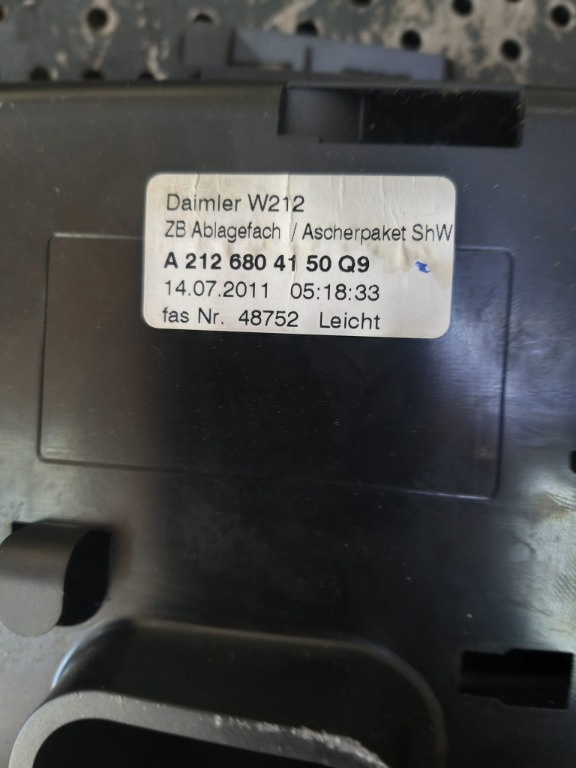 Daimler W212
ZB Ablagefach / Ascherpaket ShW
A 212 680 41 50 Q9
14.07.2011 05:18:33
fas Nr. 48752 Leicht